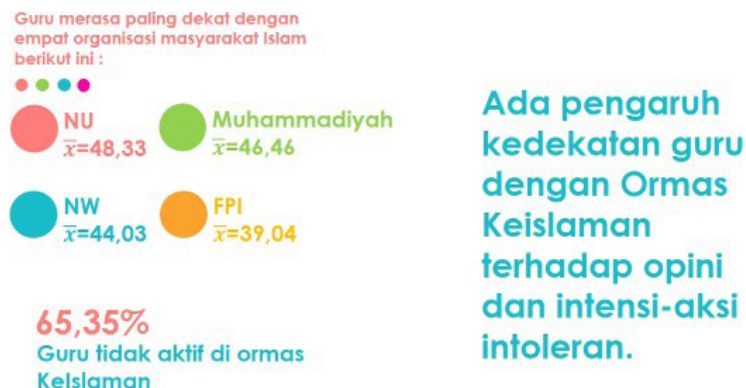 Guru merasa paling dekat dengan
empat organisasi masyarakat Islam
berikut ini :
NU
x̅=48,33
Muhammadiyah
x̅=46,46
NW
x̅=44,03
FPI
x̅=39,04
65,35%
Guru tidak aktif di ormas
KeIslaman
Ada pengaruh
kedekatan guru
dengan Ormas
Keislaman
terhadap opini
dan intensi-aksi
intoleran.